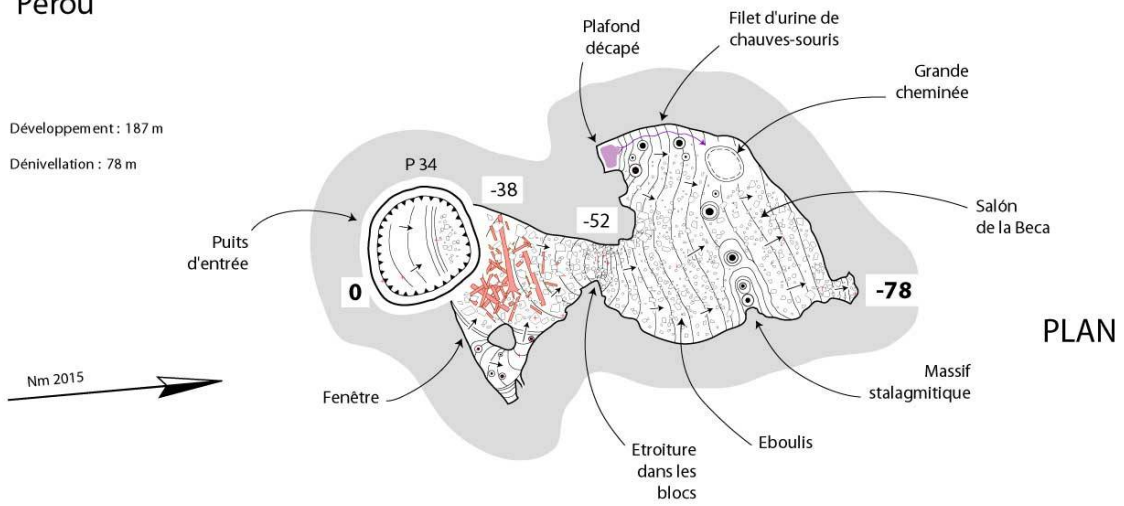 Pérou
Développement : 187 m
Dénivellation : 78 m
Plafond
décapé
Filet d'urine de
chauves-souris
Grande
cheminée
P 34
-38
-52
Puits
d'entrée
Salón
de la Beca
0
-78
PLAN
Nm 2015
Fenêtre
Massif
stalagmitique
Eboulis
Etroiture
dans les
blocs